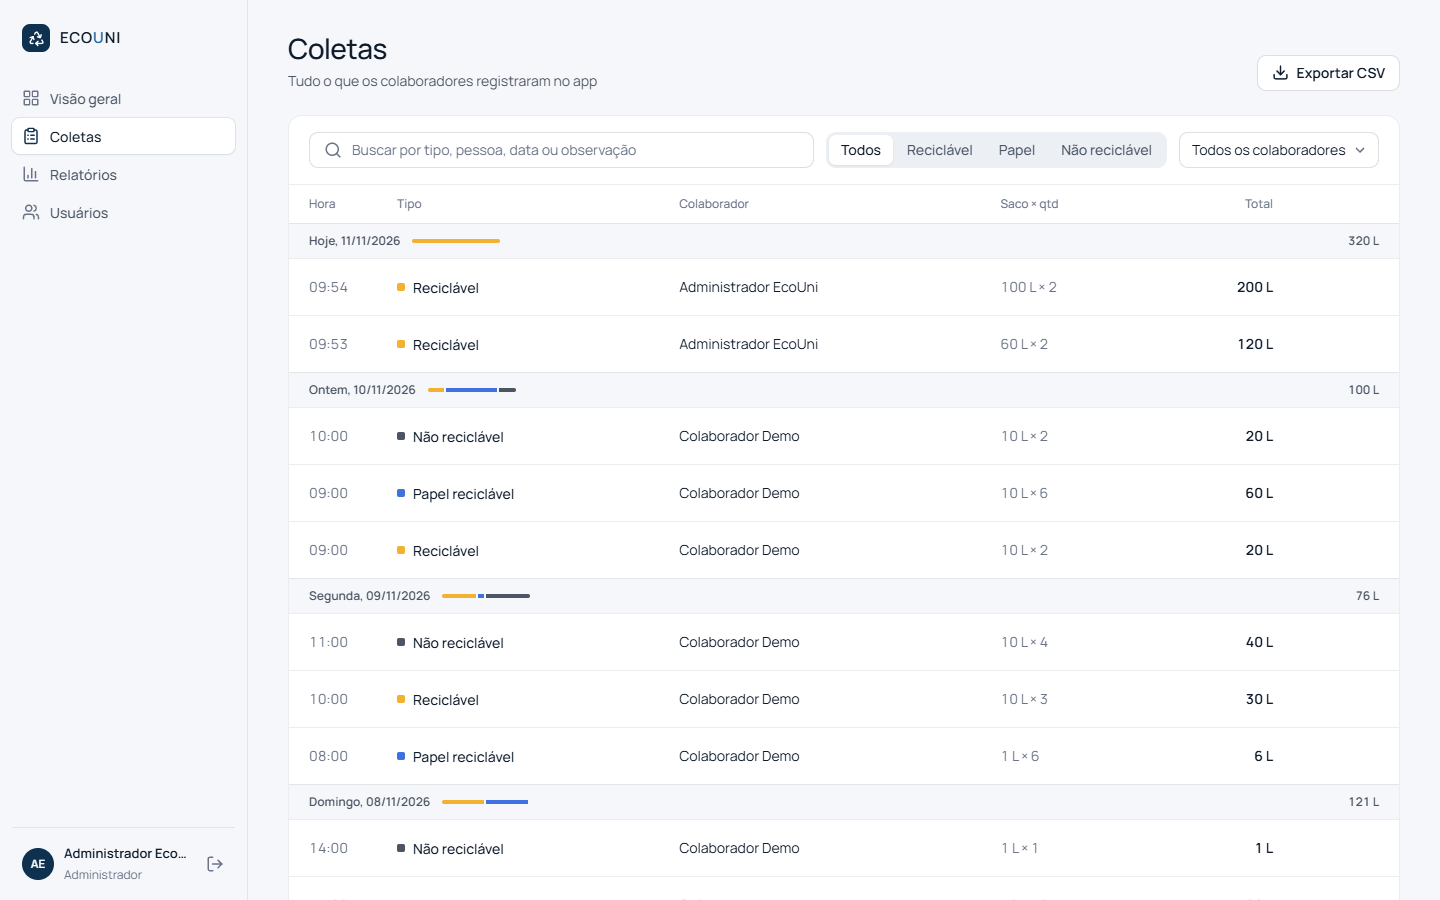 ECOUNI
Visão geral
Coletas
Relatórios
Usuários
Administrador Eco...
AE
Administrador
Coletas
Tudo o que os colaboradores registraram no app
Exportar CSV
Buscar por tipo, pessoa, data ou observação
Todos Reciclável Papel Não reciclável
Todos os colaboradores
Hora Tipo Colaborador Saco × qtd Total
Hoje, 11/11/2026 320 L
09:54 Reciclável Administrador EcoUni 100 L × 2 200 L
09:53 Reciclável Administrador EcoUni 60 L × 2 120 L
Ontem, 10/11/2026 100 L
10:00 Não reciclável Colaborador Demo 10 L × 2 20 L
09:00 Papel reciclável Colaborador Demo 10 L × 6 60 L
09:00 Reciclável Colaborador Demo 10 L × 2 20 L
Segunda, 09/11/2026 76 L
11:00 Não reciclável Colaborador Demo 10 L × 4 40 L
10:00 Reciclável Colaborador Demo 10 L × 3 30 L
08:00 Papel reciclável Colaborador Demo 1 L × 6 6 L
Domingo, 08/11/2026 121 L
14:00 Não reciclável Colaborador Demo 1 L × 1 1 L